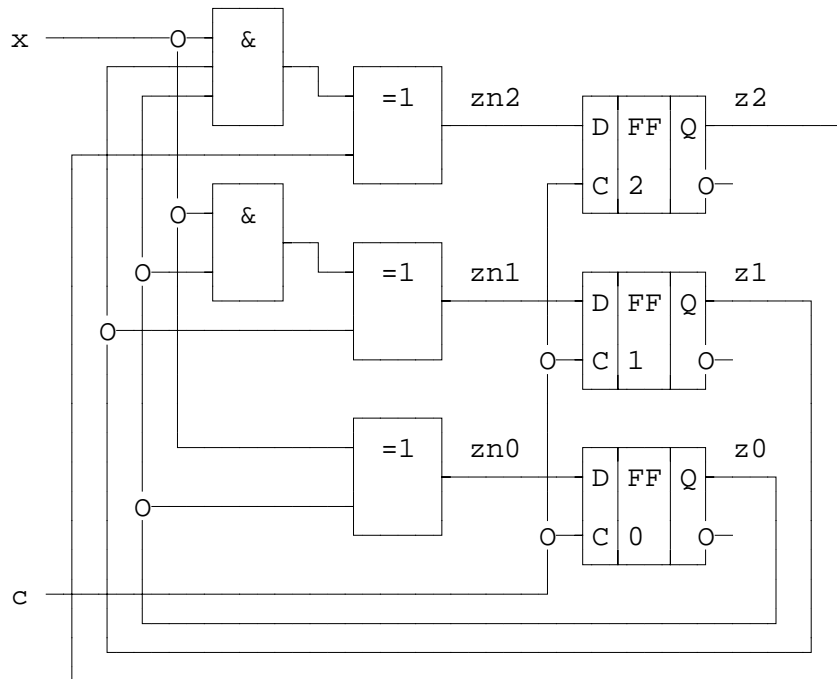 x
&
=1
zn2
D FF Q
C 2
z2
&
=1
zn1
D FF Q
C 1
z1
=1
zn0
D FF Q
C 0
z0
c